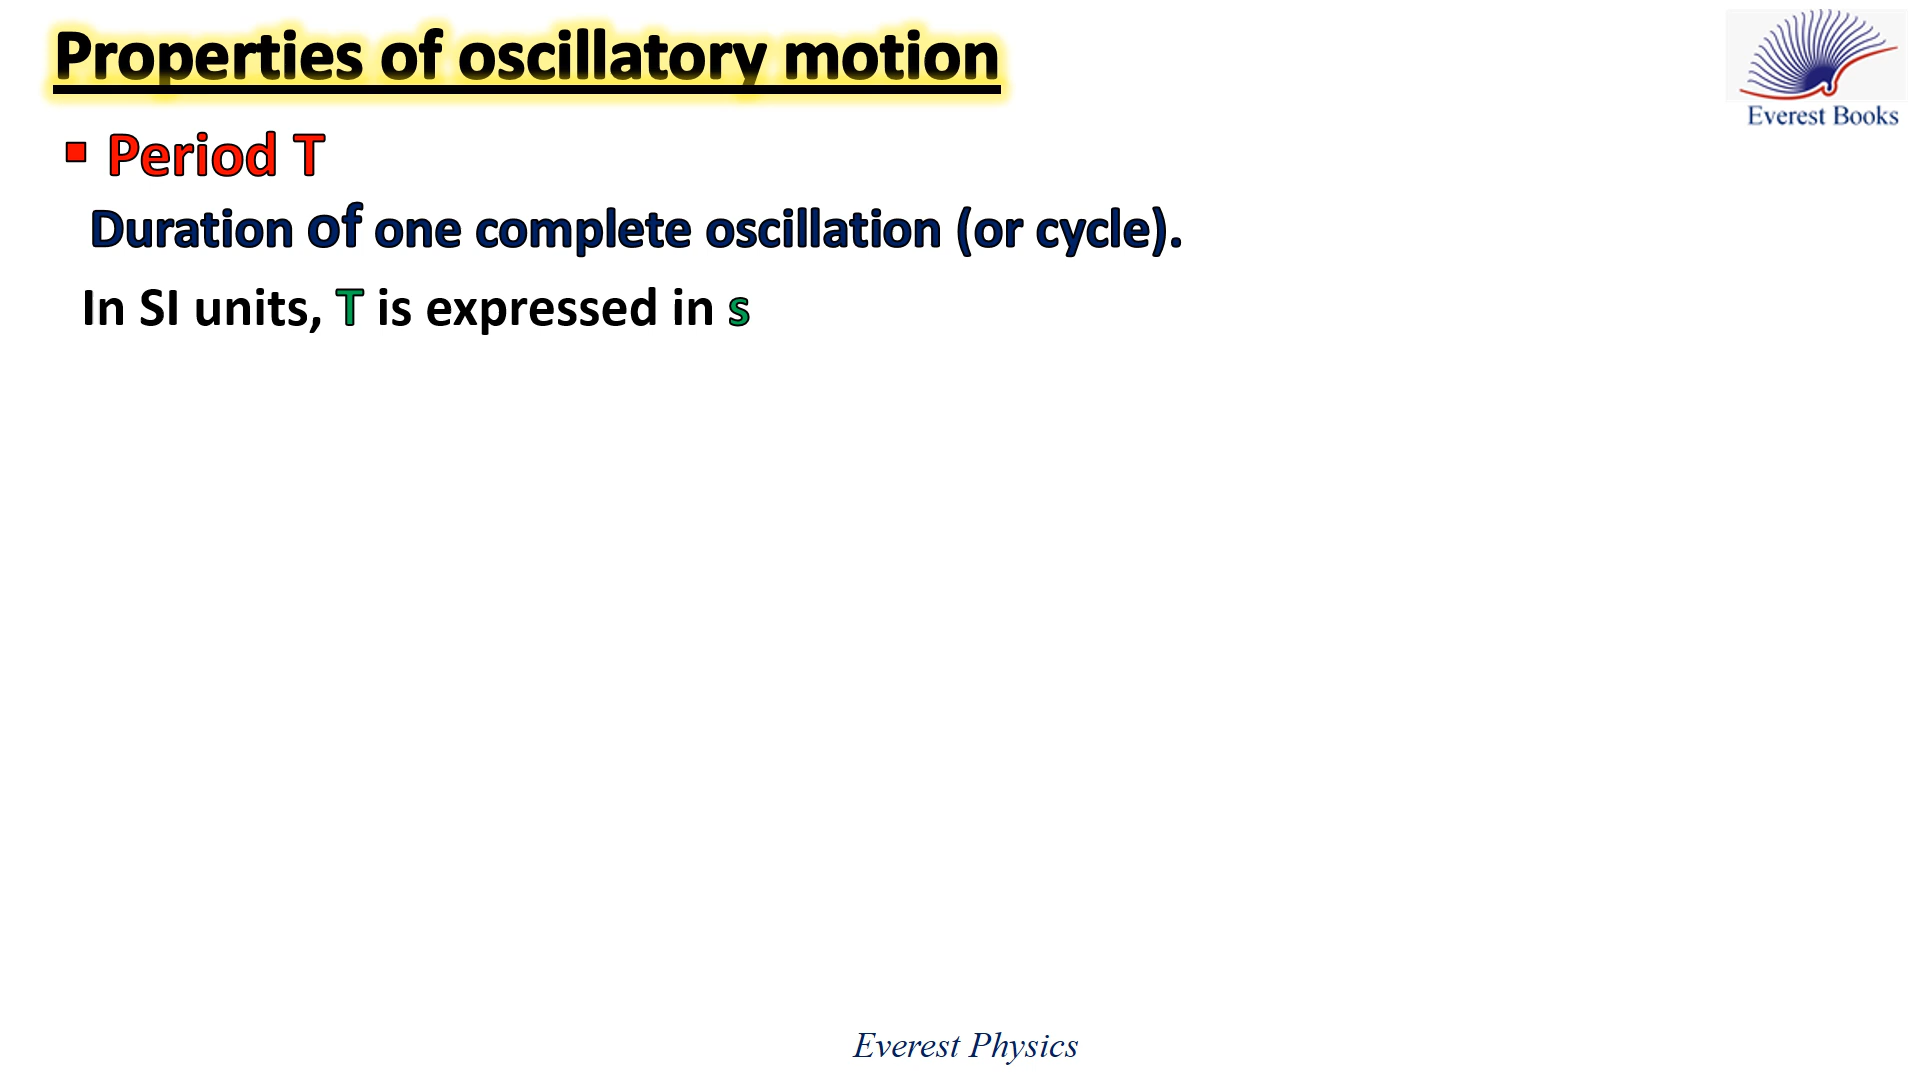 Properties of oscillatory motion
Everest Books
▪ Period T
Duration of one complete oscillation (or cycle).
In SI units, T is expressed in s
Everest Physics